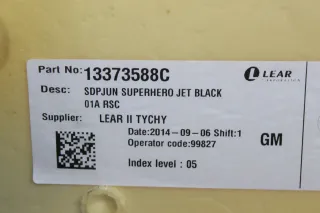 Part No:13373588C
LEAR
CORPORATION
Desc: SDPJUN SUPERHERO JET BLACK
01A RSC
Supplier: LEAR II TYCHY
Date:2014-09-06 Shift:1
Operator code:99827
GM
Index level : 05